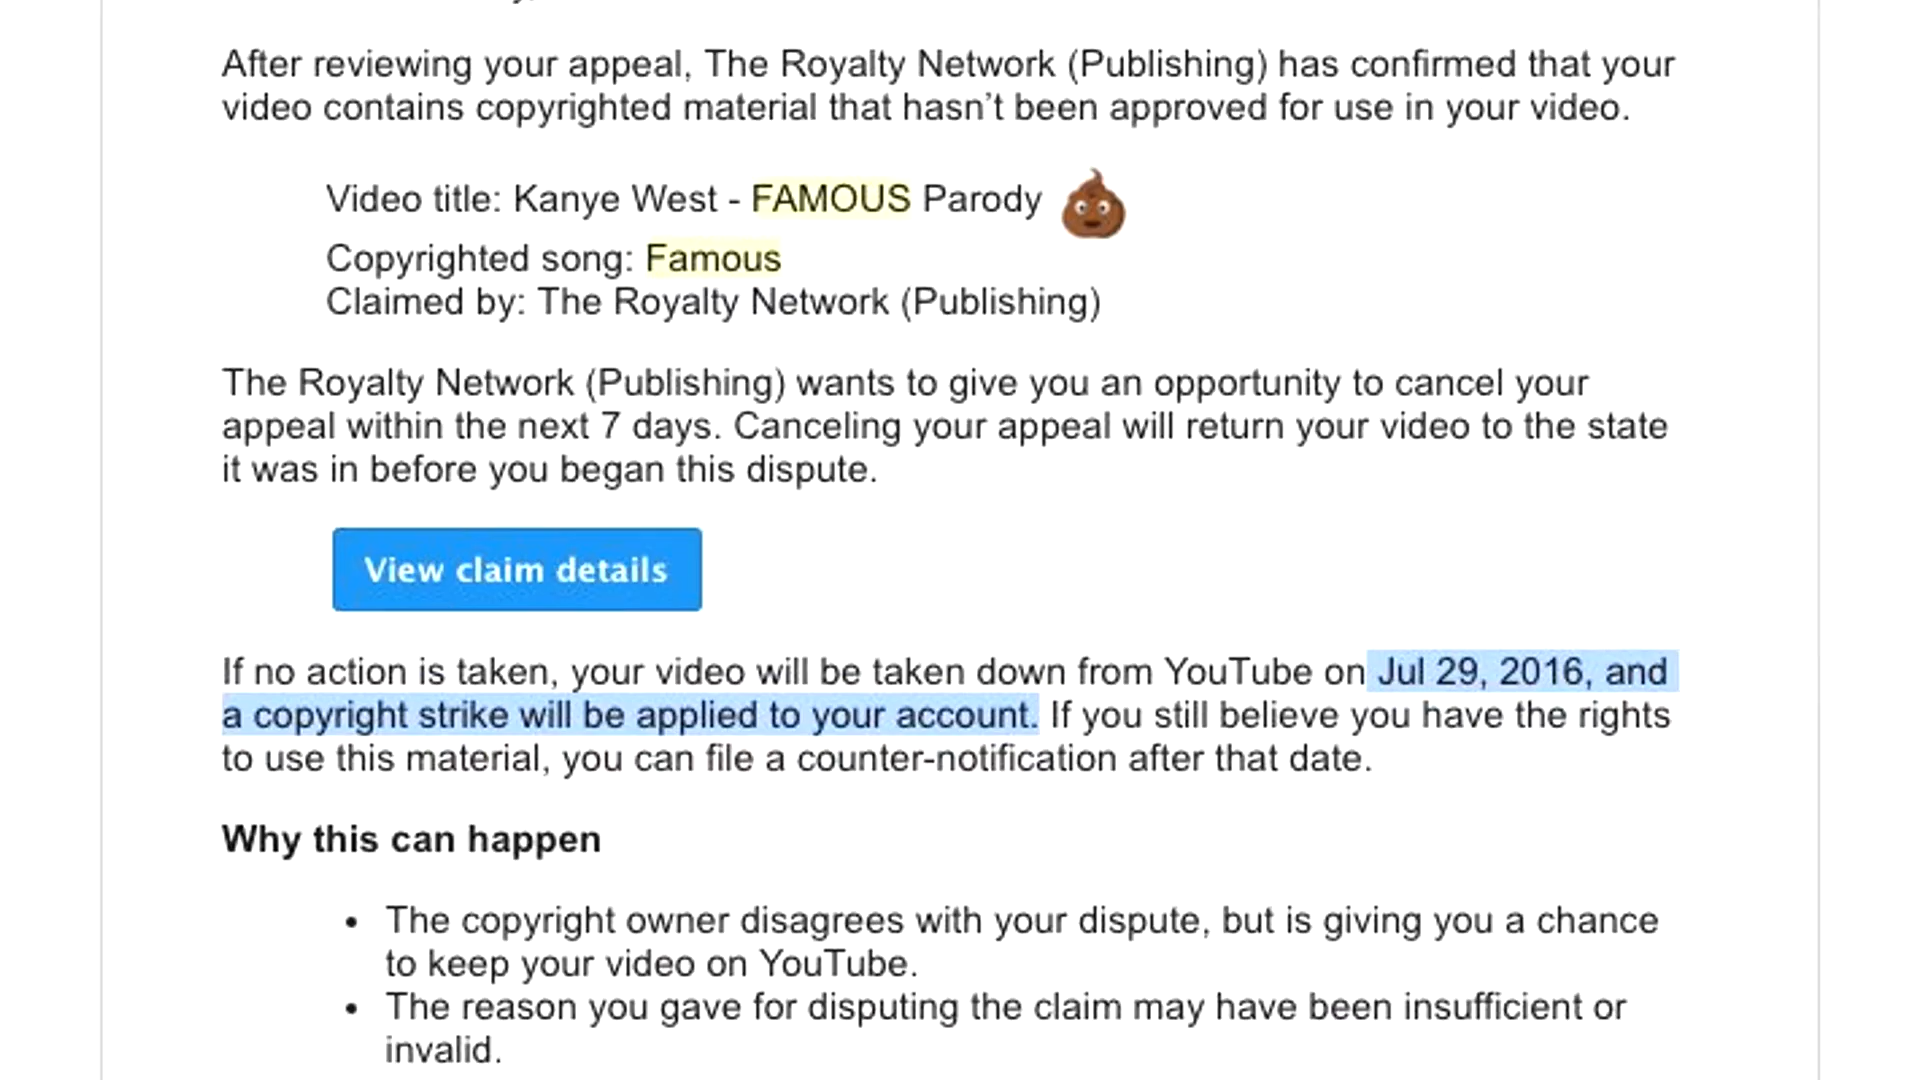 After reviewing your appeal, The Royalty Network (Publishing) has confirmed that your
video contains copyrighted material that hasn’t been approved for use in your video.
Video title: Kanye West - FAMOUS Parody 💩
Copyrighted song: Famous
Claimed by: The Royalty Network (Publishing)
The Royalty Network (Publishing) wants to give you an opportunity to cancel your
appeal within the next 7 days. Canceling your appeal will return your video to the state
it was in before you began this dispute.
View claim details
If no action is taken, your video will be taken down from YouTube on Jul 29, 2016, and
a copyright strike will be applied to your account. If you still believe you have the rights
to use this material, you can file a counter-notification after that date.
Why this can happen
• The copyright owner disagrees with your dispute, but is giving you a chance
to keep your video on YouTube.
• The reason you gave for disputing the claim may have been insufficient or
invalid.